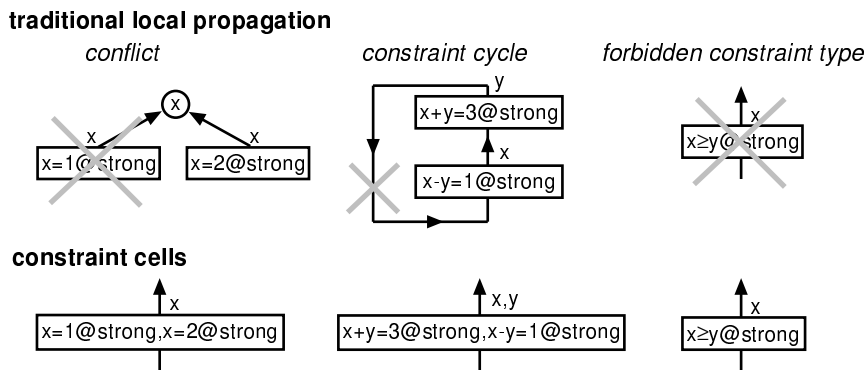 traditional local propagation
conflict constraint cycle forbidden constraint type
x
x x
x=1@strong x=2@strong
y
x+y=3@strong
x
x-y=1@strong
x
x≥y@strong
constraint cells
x x,y x
x=1@strong,x=2@strong x+y=3@strong,x-y=1@strong x≥y@strong